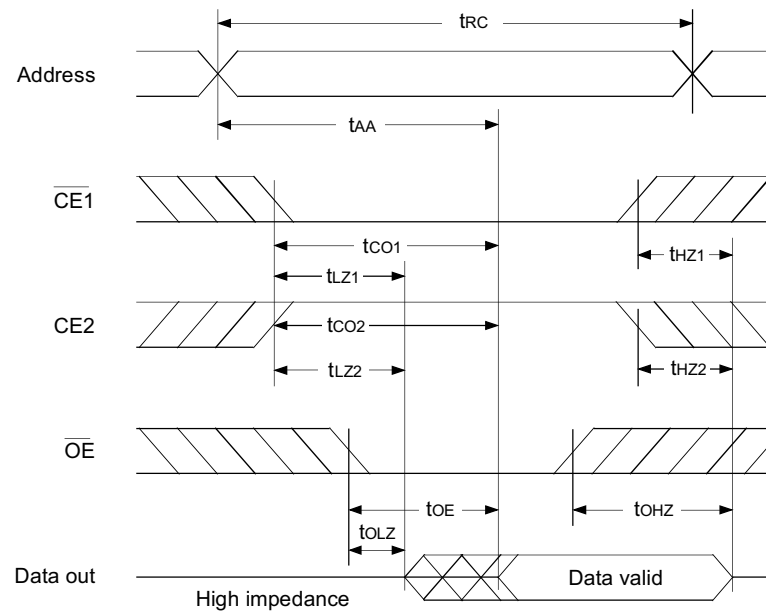 tRC
Address
tAA
CE1
tCO1
tHZ1
tLZ1
CE2
tCO2
tLZ2
tHZ2
OE
tOE
tOHZ
tOLZ
Data out
Data valid
High impedance